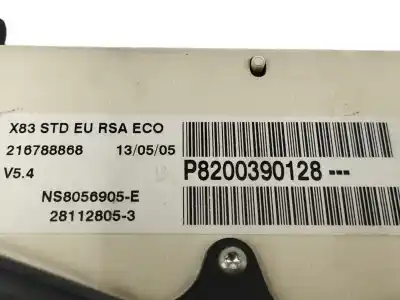 X83 STD EU RSA ECO
216788868 13/05/05
V5.4
P8200390128---
NS8056905-E
28112805-3